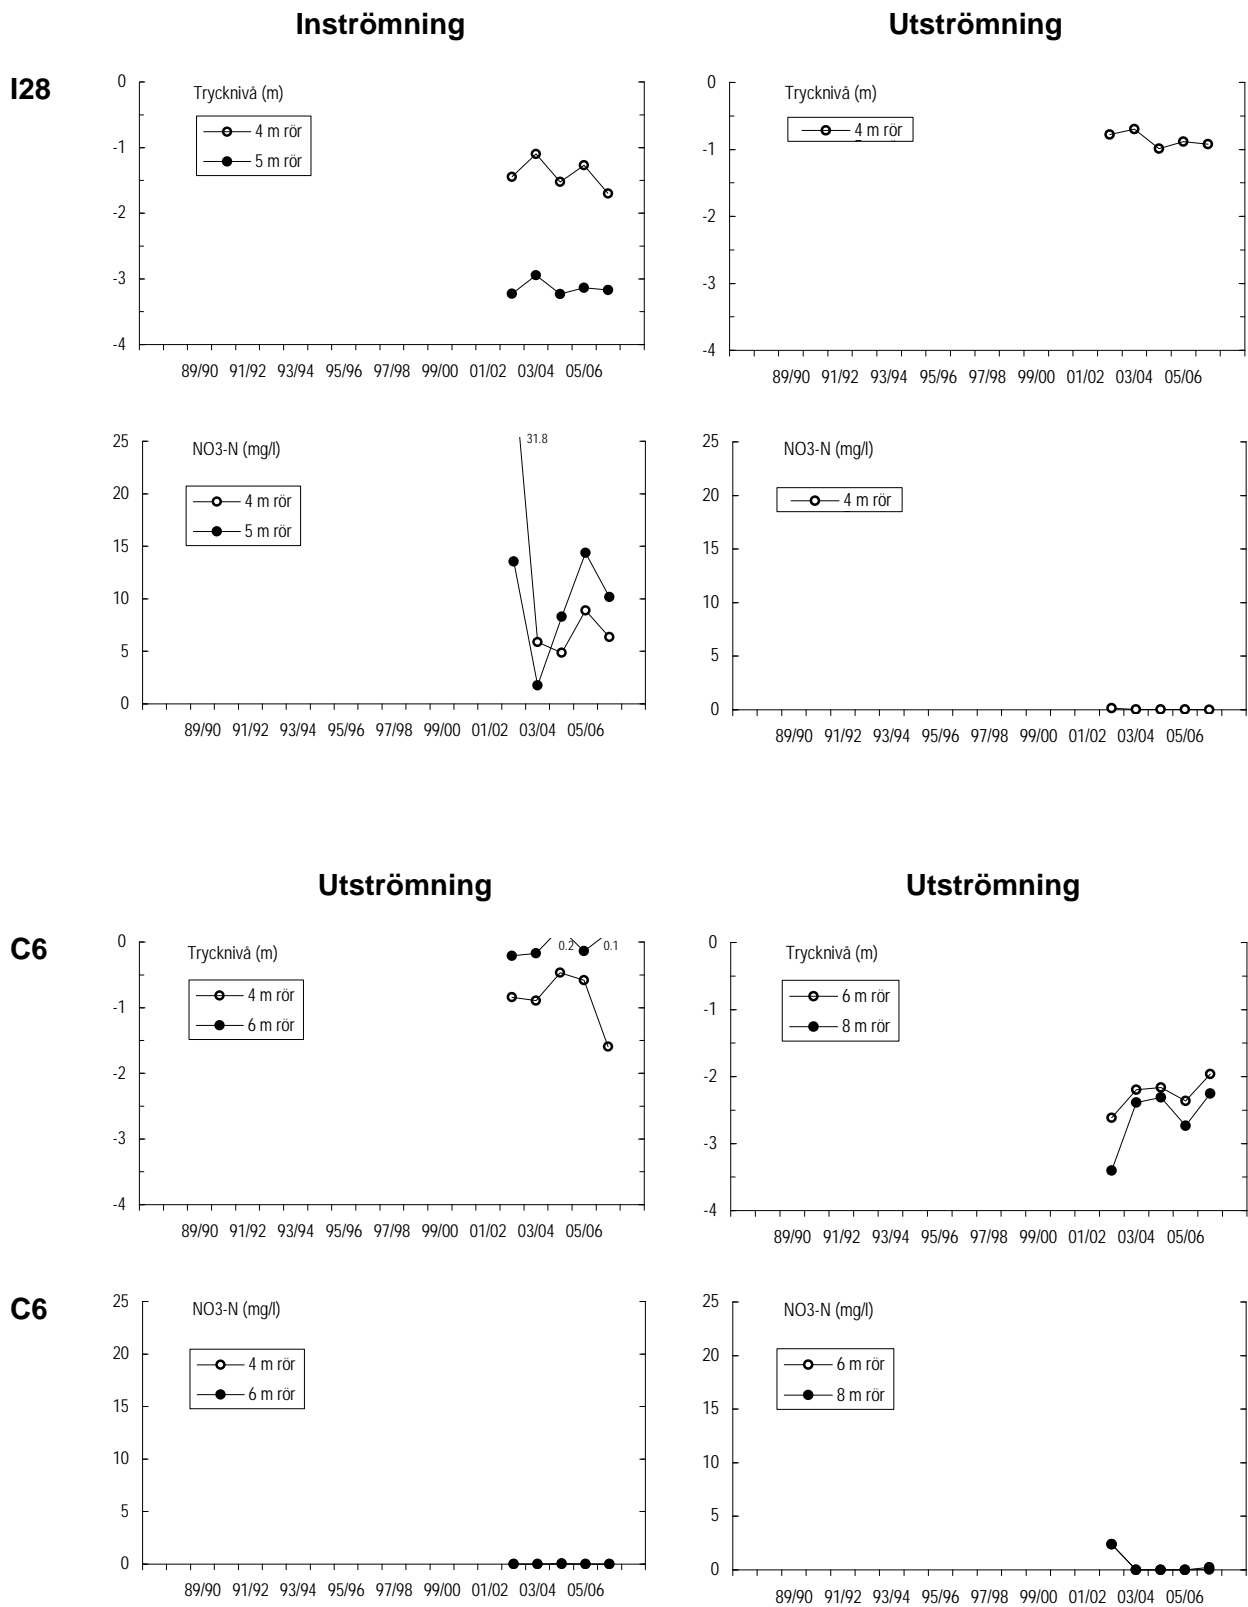 Inströmning
Utströmning
I28
0
-1
-2
-3
-4
Trycknivå (m)
4 m rör
5 m rör
89/90 91/92 93/94 95/96 97/98 99/00 01/02 03/04 05/06
0
-1
-2
-3
-4
Trycknivå (m)
4 m rör
89/90 91/92 93/94 95/96 97/98 99/00 01/02 03/04 05/06
25
20
15
10
5
0
NO3-N (mg/l)
4 m rör
5 m rör
31.8
89/90 91/92 93/94 95/96 97/98 99/00 01/02 03/04 05/06
25
20
15
10
5
0
NO3-N (mg/l)
4 m rör
89/90 91/92 93/94 95/96 97/98 99/00 01/02 03/04 05/06
Utströmning
Utströmning
C6
0
-1
-2
-3
-4
Trycknivå (m)
4 m rör
6 m rör
0.2
0.1
89/90 91/92 93/94 95/96 97/98 99/00 01/02 03/04 05/06
0
-1
-2
-3
-4
Trycknivå (m)
6 m rör
8 m rör
89/90 91/92 93/94 95/96 97/98 99/00 01/02 03/04 05/06
C6
25
20
15
10
5
0
NO3-N (mg/l)
4 m rör
6 m rör
89/90 91/92 93/94 95/96 97/98 99/00 01/02 03/04 05/06
25
20
15
10
5
0
NO3-N (mg/l)
6 m rör
8 m rör
89/90 91/92 93/94 95/96 97/98 99/00 01/02 03/04 05/06